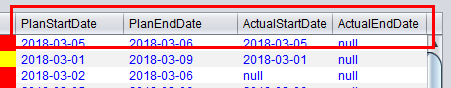 PlanStartDate PlanEndDate ActualStartDate ActualEndDate
2018-03-05 2018-03-06 2018-03-05 null
2018-03-01 2018-03-09 2018-03-01 null
2018-03-02 2018-03-06 null null